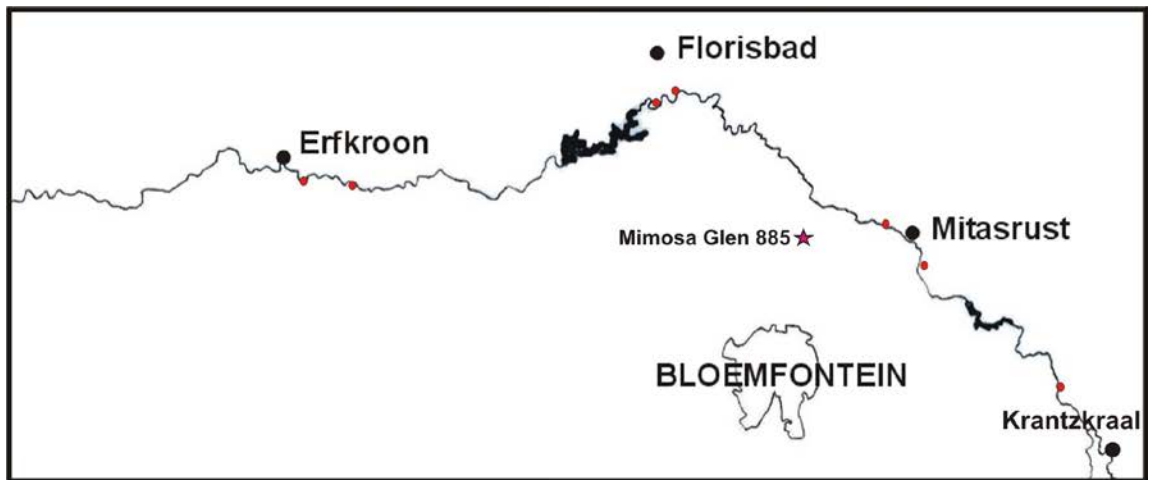 Florisbad
Erfkroon
Mimosa Glen 885
Mitasrust
BLOEMFONTEIN
Krantzkraal